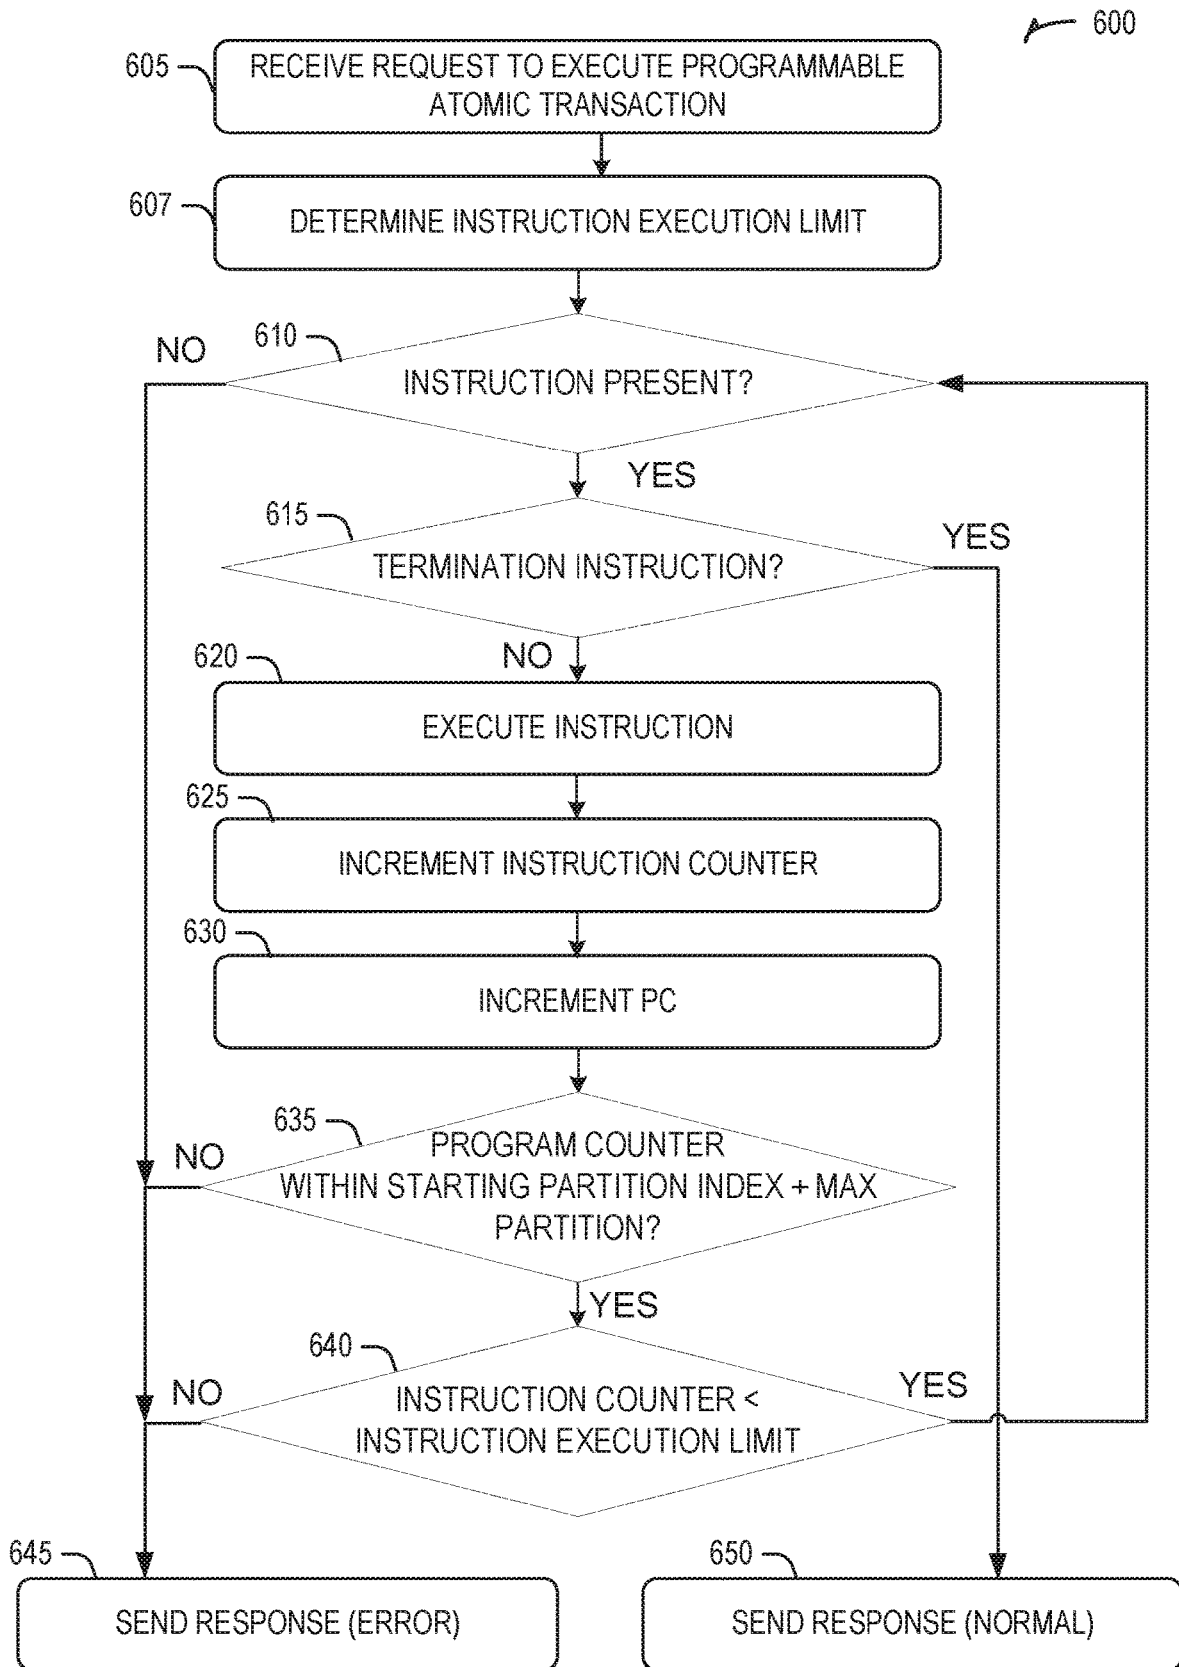 600
605
RECEIVE REQUEST TO EXECUTE PROGRAMMABLE
ATOMIC TRANSACTION
607
DETERMINE INSTRUCTION EXECUTION LIMIT
610
NO
INSTRUCTION PRESENT?
YES
615
YES
TERMINATION INSTRUCTION?
NO
620
EXECUTE INSTRUCTION
625
INCREMENT INSTRUCTION COUNTER
630
INCREMENT PC
635
NO
PROGRAM COUNTER
WITHIN STARTING PARTITION INDEX + MAX
PARTITION?
YES
640
NO
YES
INSTRUCTION COUNTER <
INSTRUCTION EXECUTION LIMIT
645
SEND RESPONSE (ERROR)
650
SEND RESPONSE (NORMAL)